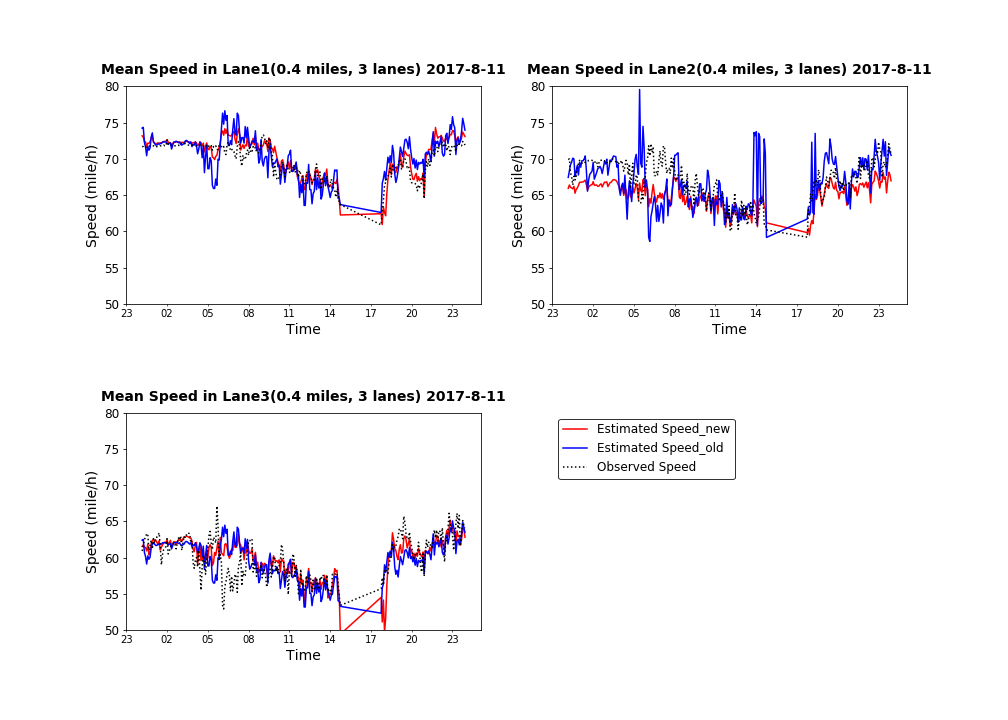 Mean Speed in Lane1(0.4 miles, 3 lanes) 2017-8-11
80
75
70
65
60
55
50
Speed (mile/h)
23 02 05 08 11 14 17 20 23
Time
Mean Speed in Lane2(0.4 miles, 3 lanes) 2017-8-11
80
75
70
65
60
55
50
Speed (mile/h)
23 02 05 08 11 14 17 20 23
Time
Mean Speed in Lane3(0.4 miles, 3 lanes) 2017-8-11
80
75
70
65
60
55
50
Speed (mile/h)
23 02 05 08 11 14 17 20 23
Time
Estimated Speed_new
Estimated Speed_old
Observed Speed